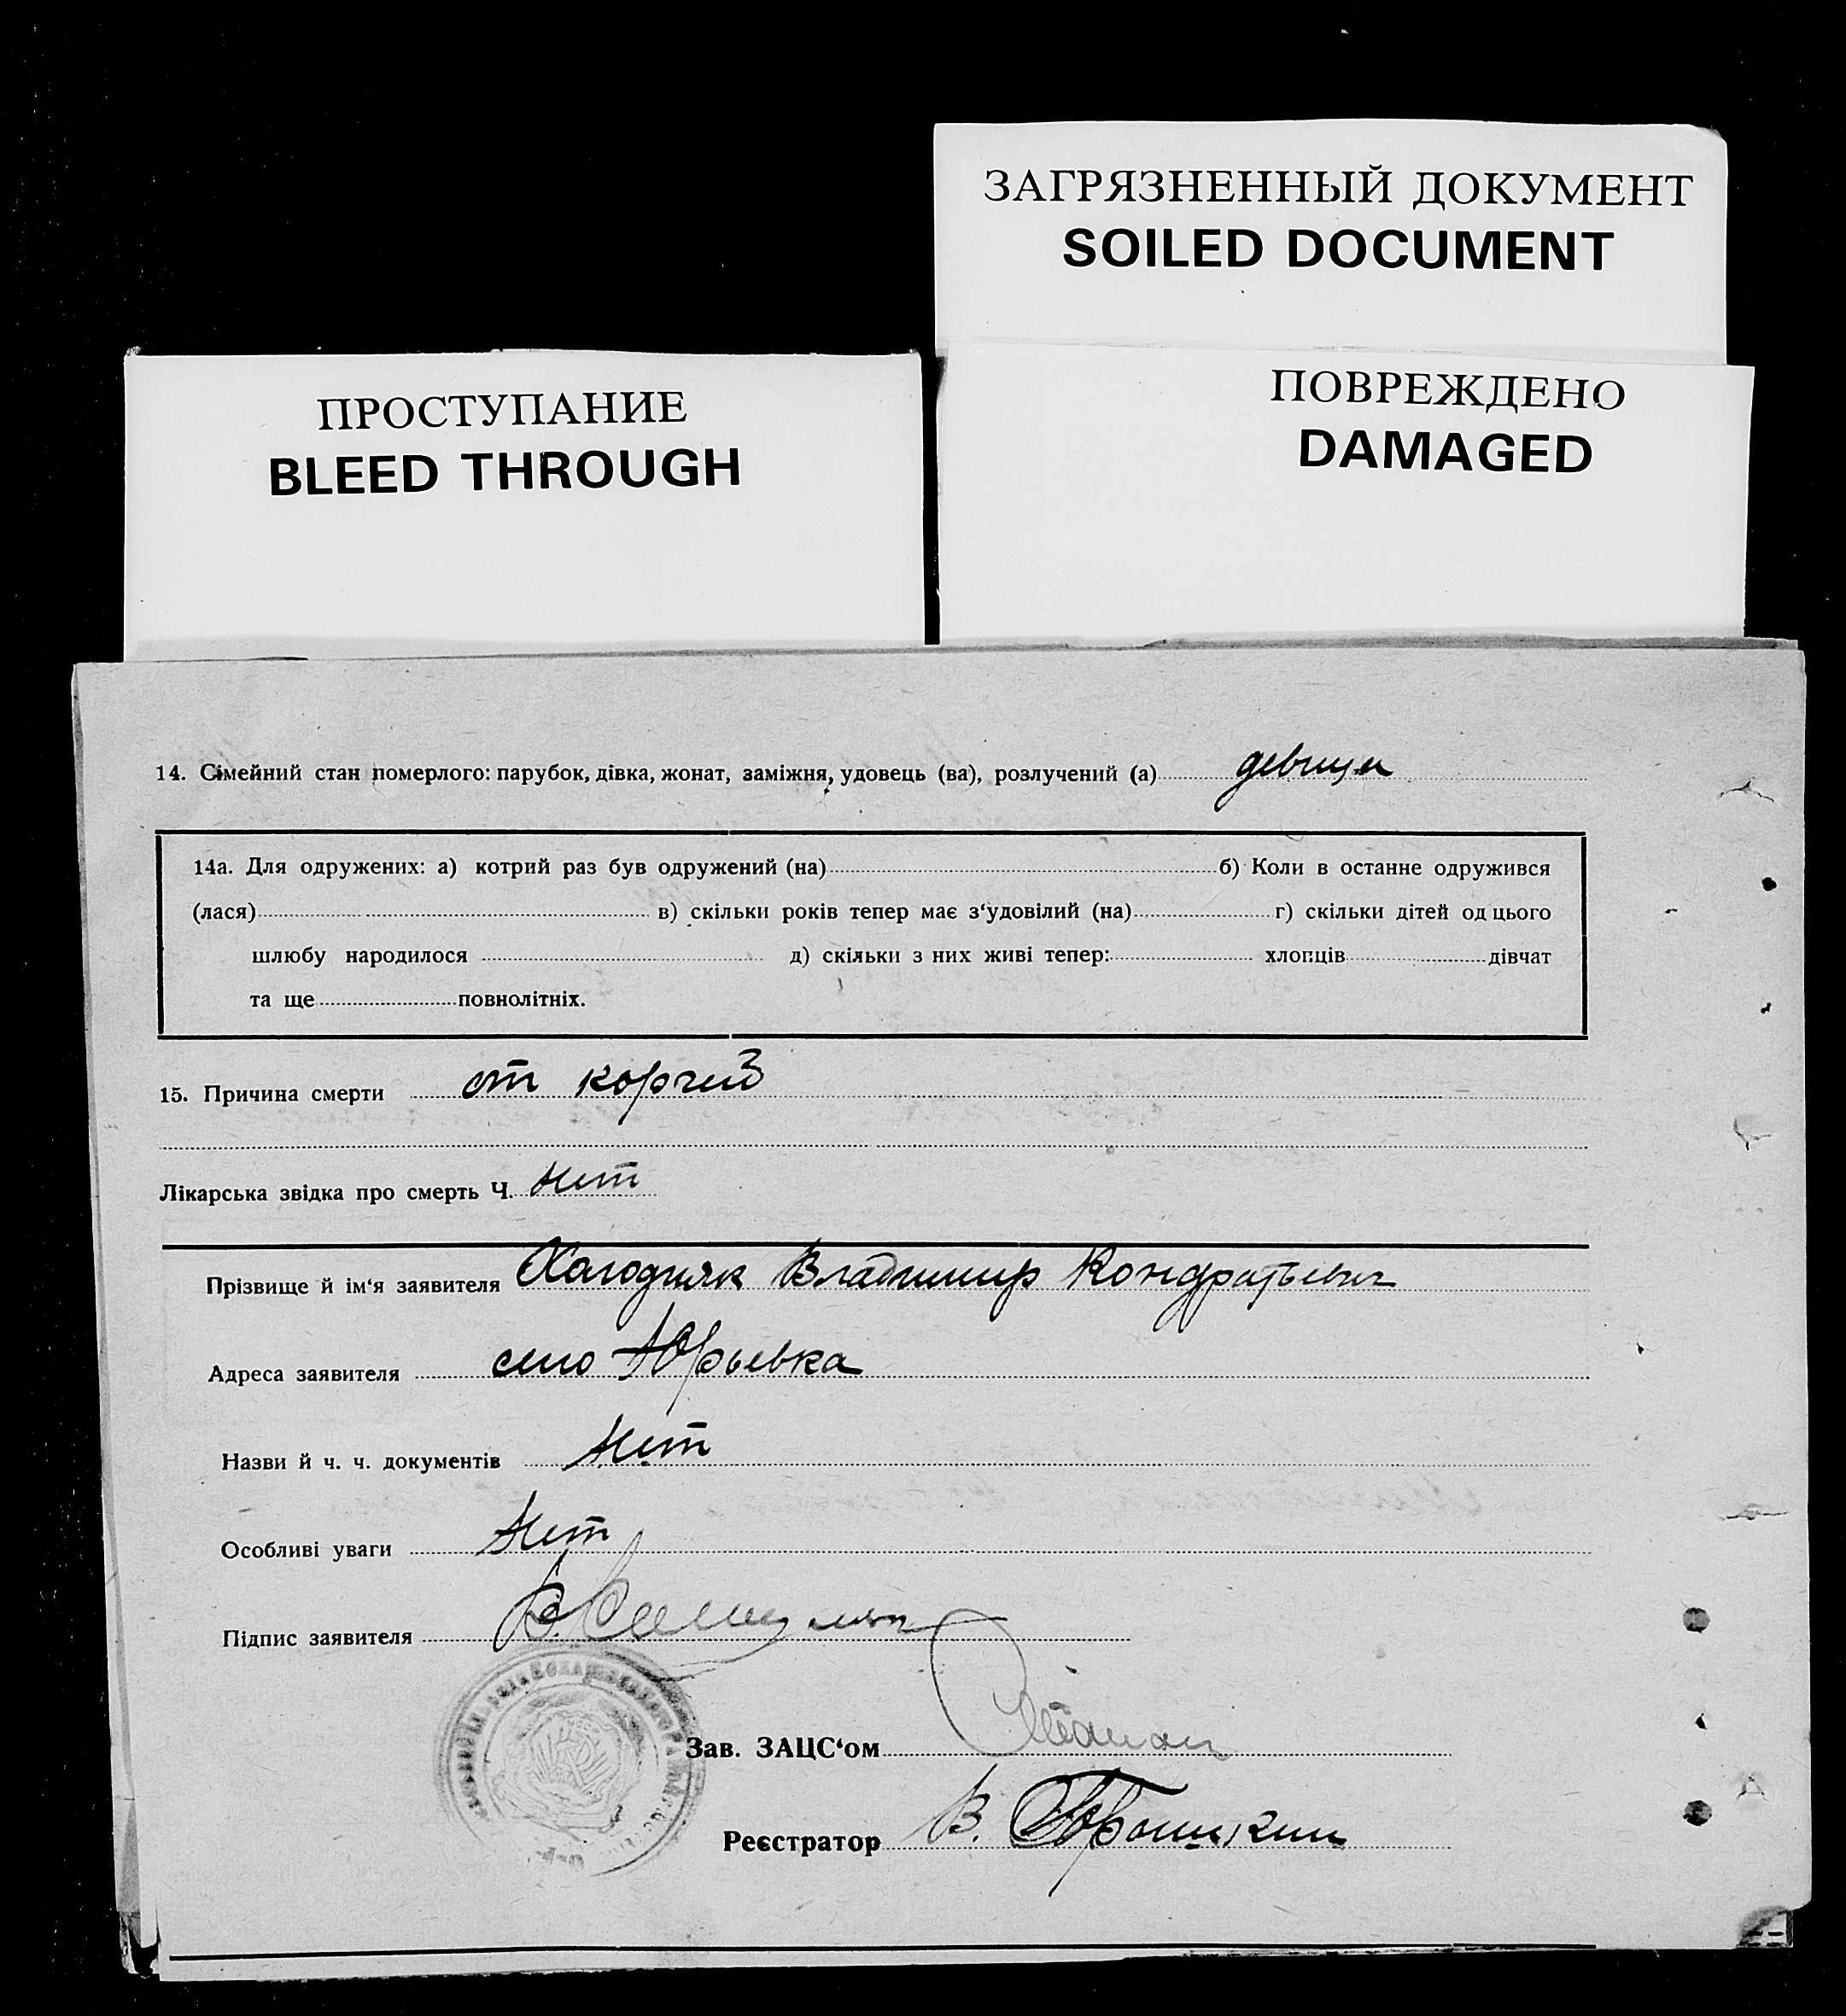 ЗАГРЯЗНЕННЫЙ ДОКУМЕНТ
SOILED DOCUMENT
ПРОСТУПАНИЕ
BLEED THROUGH
ПОВРЕЖДЕНО
DAMAGED
14. Сімейний стан померлого: парубок, дівка, жонат, заміжня, удовець (ва), розлучений (а) девица
14а. Для одружених: а) котрий раз був одружений (на) б) Коли в останне одружився
(лася) в) скільки років тепер має з'удовілий (на) г) скільки дітей од цього
шлюбу народилося д) скільки з них живі тепер: хлопців дівчат
та ще повнолітніх.
15. Причина смерти от корчей
Лікарська звідка про смерть Ч. нет
Прізвище й ім'я заявителя Холодняк Владимир Кондратьевич
Адреса заявителя село Юрьевка
Назви й ч. ч. документів Нет
Особливі уваги Нет
Підпис заявителя
Зав. ЗАЦС'ом
Реєстратор В.